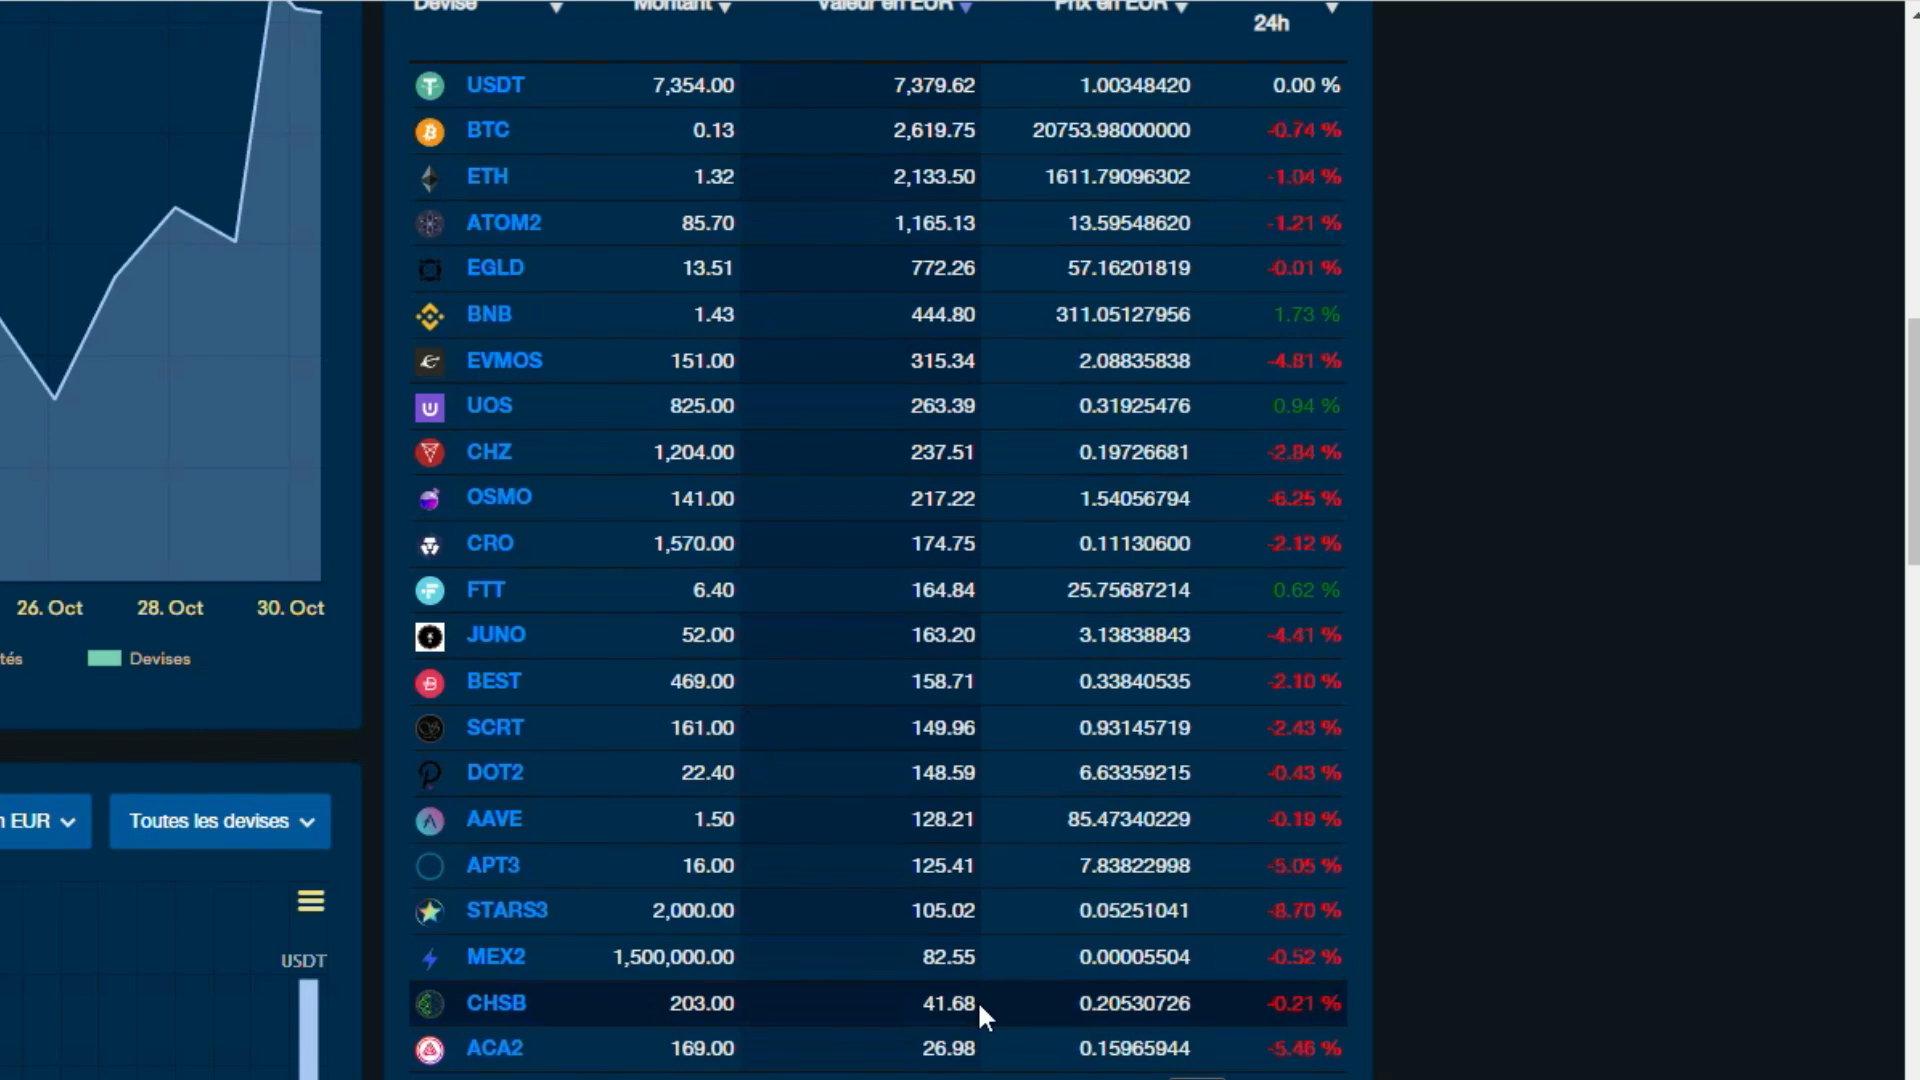 Devise Montant Valeur en EUR Prix en EUR
24h
USDT 7,354.00 7,379.62 1.00348420 0.00 %
BTC 0.13 2,619.75 20753.98000000 -0.74 %
ETH 1.32 2,133.50 1611.79096302 -1.04 %
ATOM2 85.70 1,165.13 13.59548620 -1.21 %
EGLD 13.51 772.26 57.16201819 -0.01 %
BNB 1.43 444.80 311.05127956 1.73 %
EVMOS 151.00 315.34 2.08835838 -4.81 %
UOS 825.00 263.39 0.31925476 0.94 %
CHZ 1,204.00 237.51 0.19726681 -2.84 %
OSMO 141.00 217.22 1.54056794 -6.25 %
CRO 1,570.00 174.75 0.11130600 -2.12 %
FTT 6.40 164.84 25.75687214 0.62 %
JUNO 52.00 163.20 3.13838843 -4.41 %
BEST 469.00 158.71 0.33840535 -2.10 %
SCRT 161.00 149.96 0.93145719 -2.43 %
DOT2 22.40 148.59 6.63359215 -0.43 %
AAVE 1.50 128.21 85.47340229 -0.19 %
APT3 16.00 125.41 7.83822998 -5.05 %
STARS3 2,000.00 105.02 0.05251041 -8.70 %
MEX2 1,500,000.00 82.55 0.00005504 -0.52 %
CHSB 203.00 41.68 0.20530726 -0.21 %
ACA2 169.00 26.98 0.15965944 -5.46 %
26. Oct 28. Oct 30. Oct
tés Devises
n EUR Toutes les devises
USDT